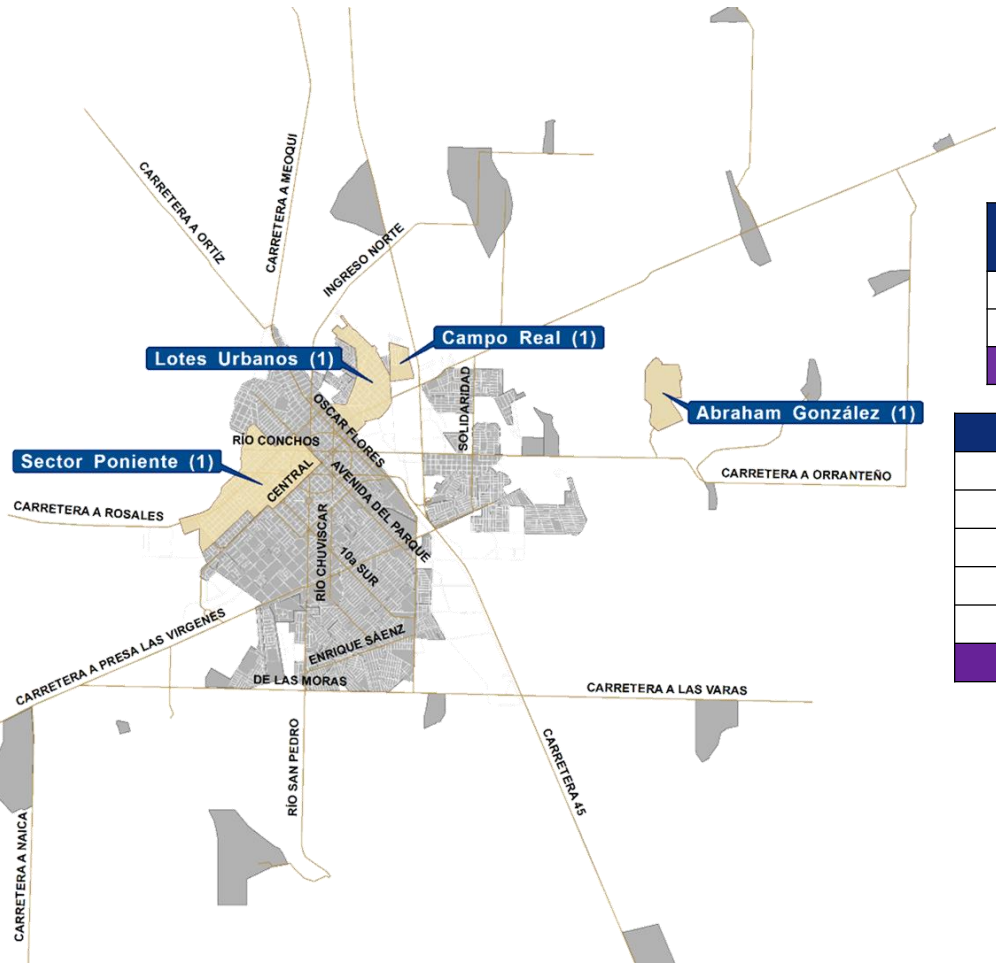 CARRETERA A ORTÍZ
CARRETERA A MEOQUI
INGRESO NORTE
Campo Real (1)
Lotes Urbanos (1)
SOLIDARIDAD
OSCAR FLORES
Abraham González (1)
RÍO CONCHOS
Sector Poniente (1)
CENTRAL
AVENIDA DEL PARQUE
CARRETERA A ORRANTEÑO
CARRETERA A ROSALES
RÍO CHUVISCAR
10a SUR
ENRIQUE SÁENZ
CARRETERA A PRESA LAS VIRGENES
DE LAS MORAS
CARRETERA A LAS VARAS
RÍO SAN PEDRO
CARRETERA 45
CARRETERA A NAICA